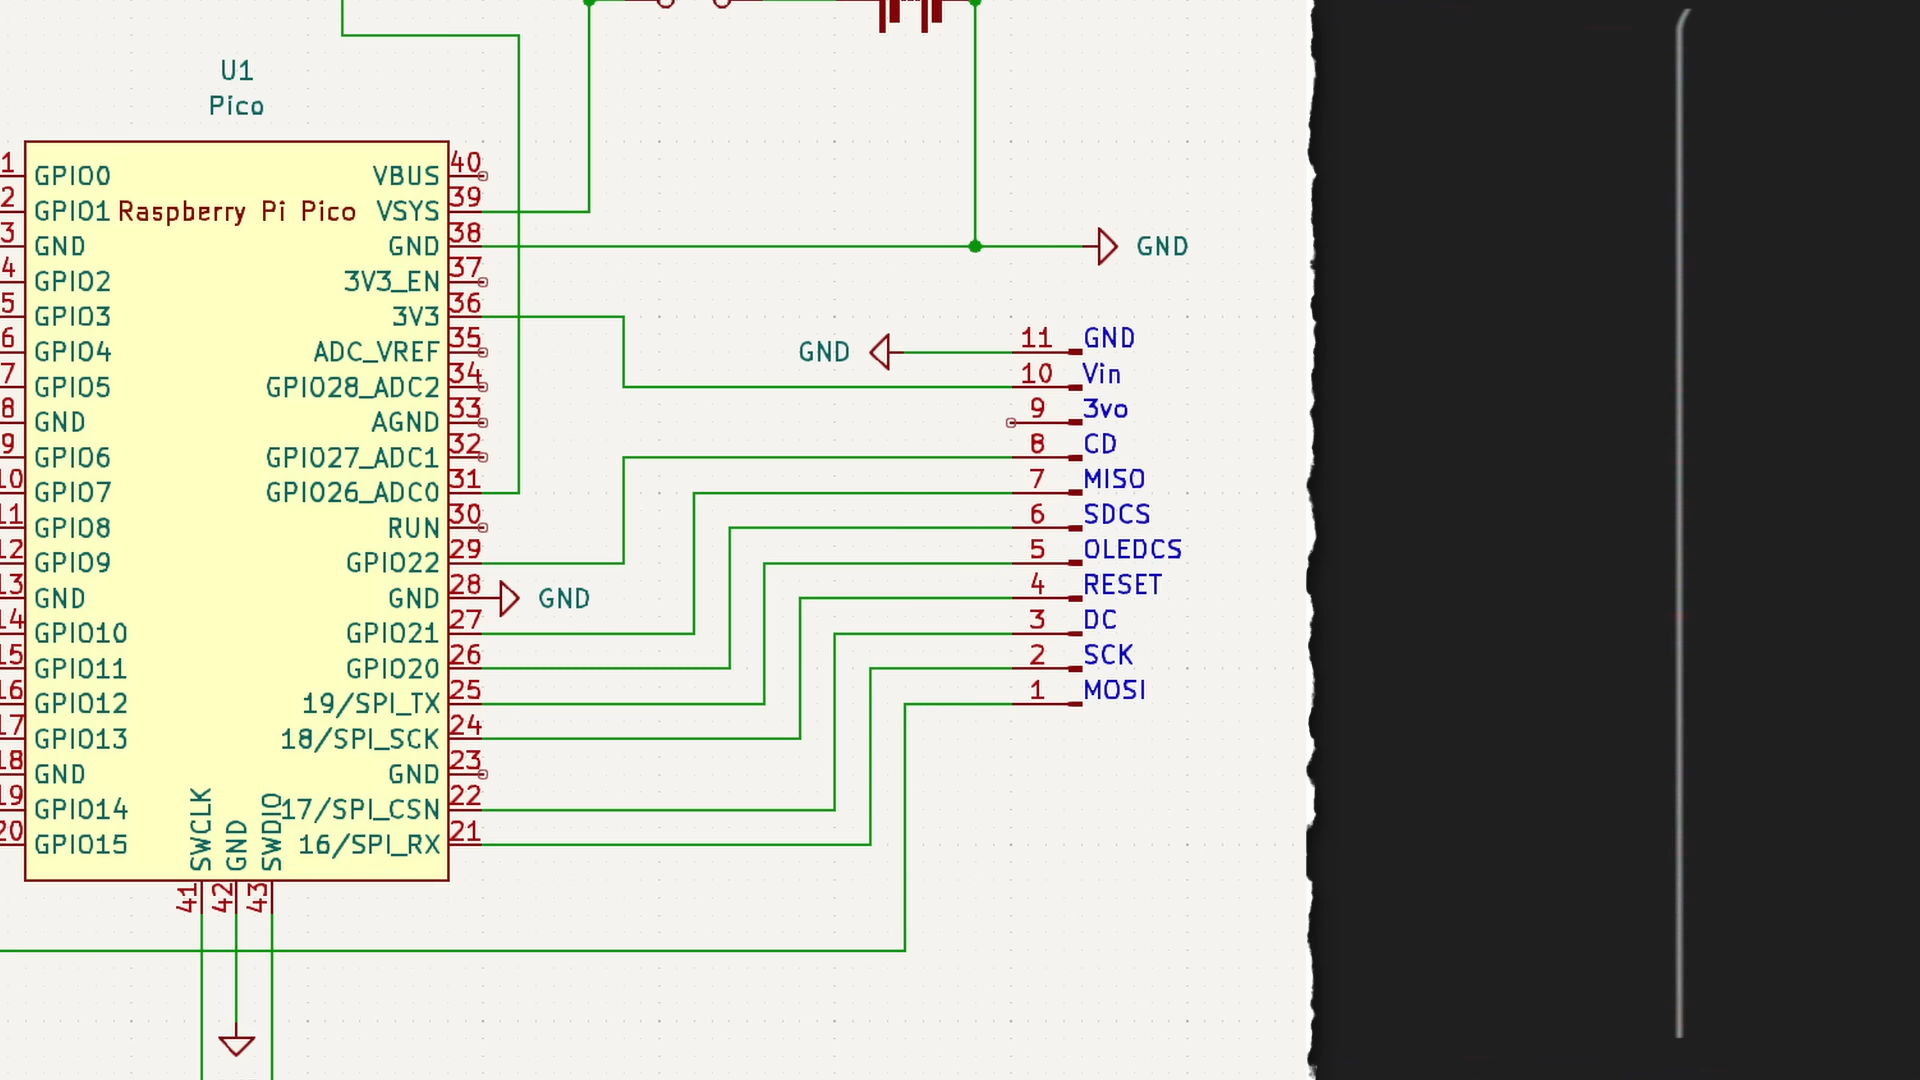 U1
Pico
1 GPIO0 VBUS 40
2 GPIO1 Raspberry Pi Pico VSYS 39
3 GND GND 38 GND
4 GPIO2 3V3_EN 37
5 GPIO3 3V3 36
6 GPIO4 ADC_VREF 35 GND 11 GND
7 GPIO5 GPIO28_ADC2 34 10 Vin
8 GND AGND 33 9 3vo
9 GPIO6 GPIO27_ADC1 32 8 CD
10 GPIO7 GPIO26_ADC0 31 7 MISO
11 GPIO8 RUN 30 6 SDCS
12 GPIO9 GPIO22 29 5 OLEDCS
13 GND GND 28 GND 4 RESET
14 GPIO10 GPIO21 27 3 DC
15 GPIO11 GPIO20 26 2 SCK
16 GPIO12 19/SPI_TX 25 1 MOSI
17 GPIO13 18/SPI_SCK 24
18 GND GND 23
19 GPIO14 17/SPI_CSN 22
20 GPIO15 16/SPI_RX 21
SWCLK GND SWDIO
41 42 43